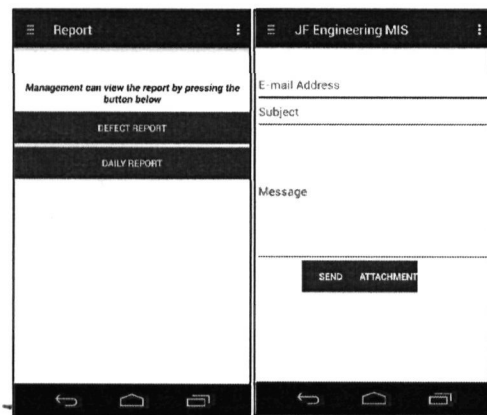 Report
Management can view the report by pressing the
button below
DEFECT REPORT
DAILY REPORT
JF Engineering MIS
E-mail Address
Subject
Message
SEND ATTACHMENT